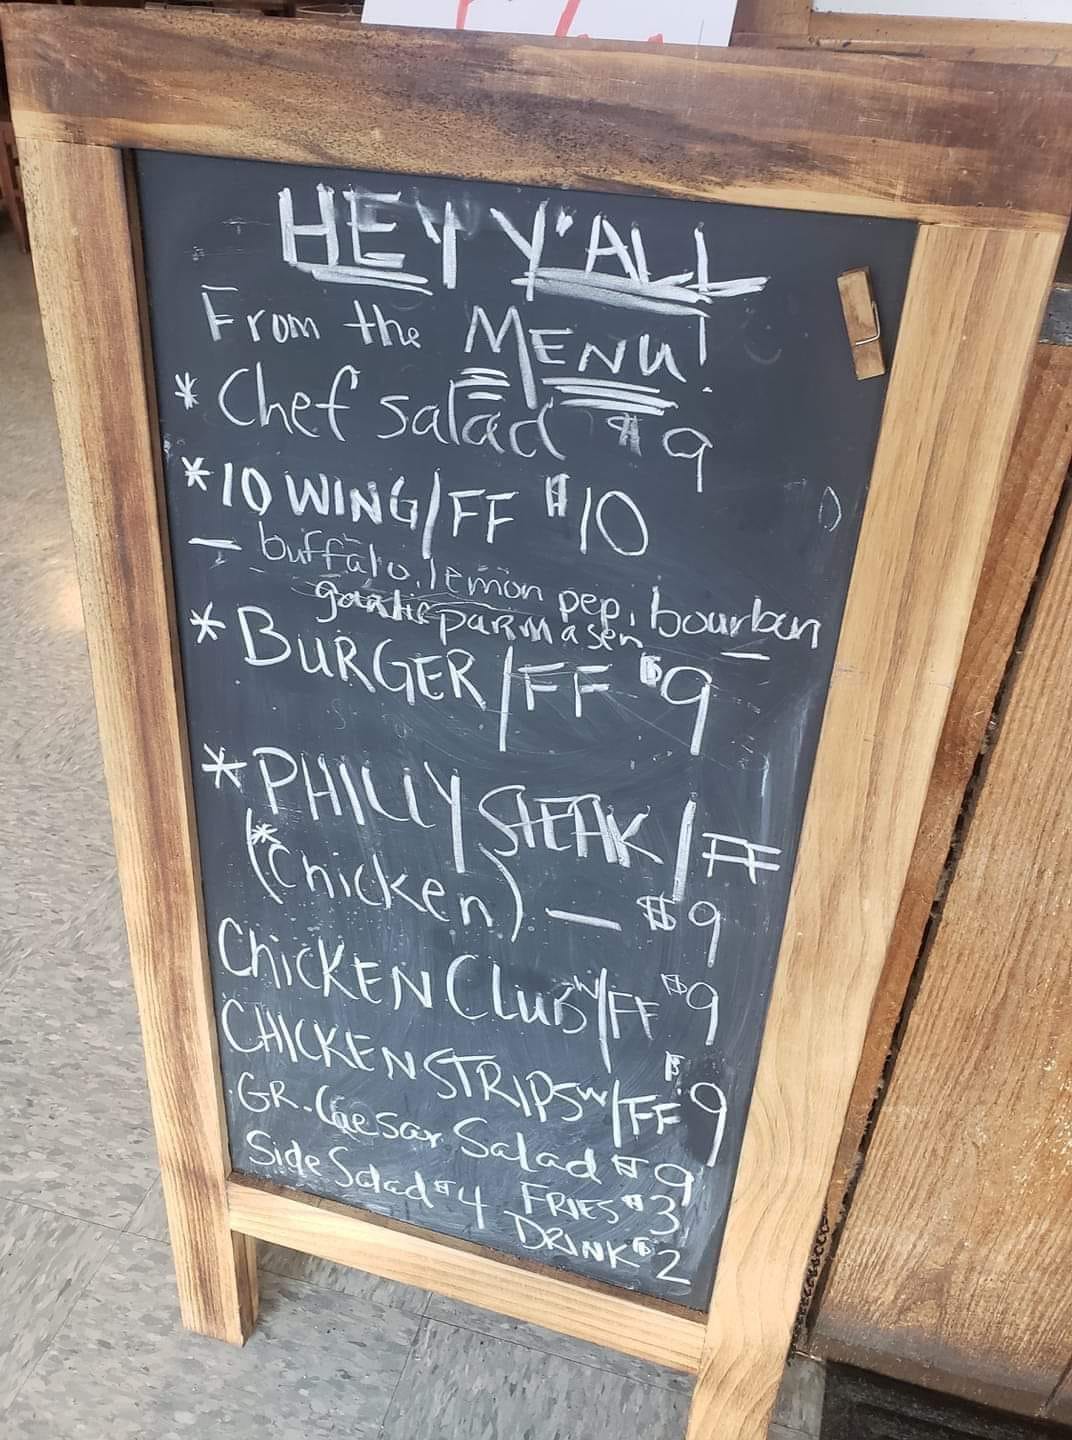 HEY Y'ALL
From the MENU!
* Chef salad $9
*10 WING/FF $10
— buffalo, lemon pep, bourbon
garlic parmasen
* BURGER/FF $9
* PHILLY STEAK/FF
(*Chicken) — $9
CHICKEN CLUB W/FF $9
CHICKEN STRIPS W/FF $9
GR. Caesar Salad $9
Side Salad $4 FRIES $3
DRINK $2